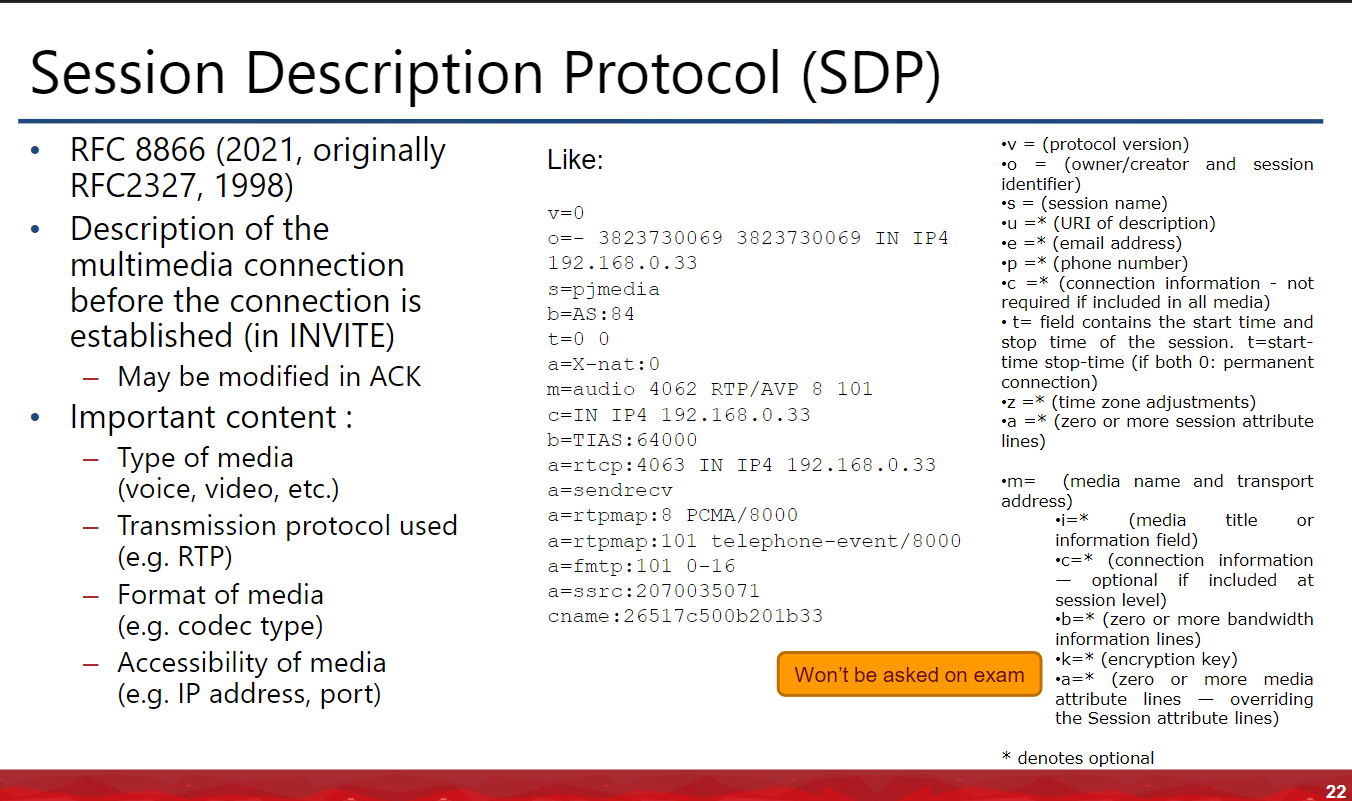 Session Description Protocol (SDP)
• RFC 8866 (2021, originally
RFC2327, 1998)
• Description of the
multimedia connection
before the connection is
established (in INVITE)
– May be modified in ACK
• Important content :
– Type of media
(voice, video, etc.)
– Transmission protocol used
(e.g. RTP)
– Format of media
(e.g. codec type)
– Accessibility of media
(e.g. IP address, port)
Like:
v=0
o=- 3823730069 3823730069 IN IP4
192.168.0.33
s=pjmedia
b=AS:84
t=0 0
a=X-nat:0
m=audio 4062 RTP/AVP 8 101
c=IN IP4 192.168.0.33
b=TIAS:64000
a=rtcp:4063 IN IP4 192.168.0.33
a=sendrecv
a=rtpmap:8 PCMA/8000
a=rtpmap:101 telephone-event/8000
a=fmtp:101 0-16
a=ssrc:2070035071
cname:26517c500b201b33
Won't be asked on exam
•v = (protocol version)
•o = (owner/creator and session
identifier)
•s = (session name)
•u =* (URI of description)
•e =* (email address)
•p =* (phone number)
•c =* (connection information - not
required if included in all media)
• t= field contains the start time and
stop time of the session. t=start-
time stop-time (if both 0: permanent
connection)
•z =* (time zone adjustments)
•a =* (zero or more session attribute
lines)
•m= (media name and transport
address)
•i=* (media title or
information field)
•c=* (connection information
— optional if included at
session level)
•b=* (zero or more bandwidth
information lines)
•k=* (encryption key)
•a=* (zero or more media
attribute lines — overriding
the Session attribute lines)
* denotes optional
22